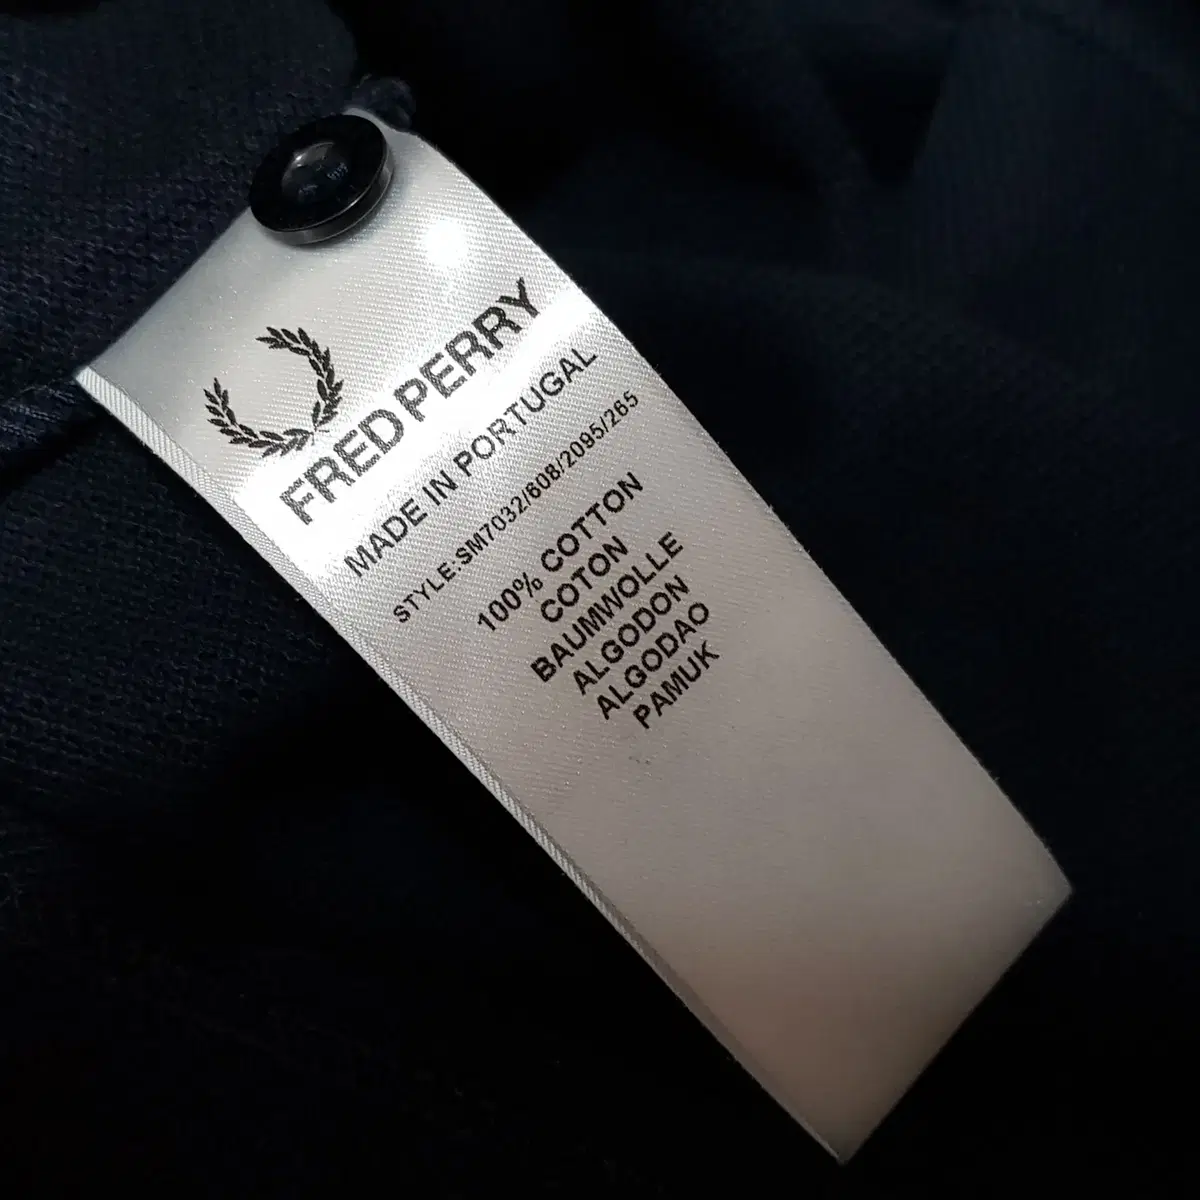 FRED PERRY
MADE IN PORTUGAL
STYLE:SM7032/608/2095/265
100% COTTON
COTON
BAUMWOLLE
ALGODON
ALGODAO
PAMUK